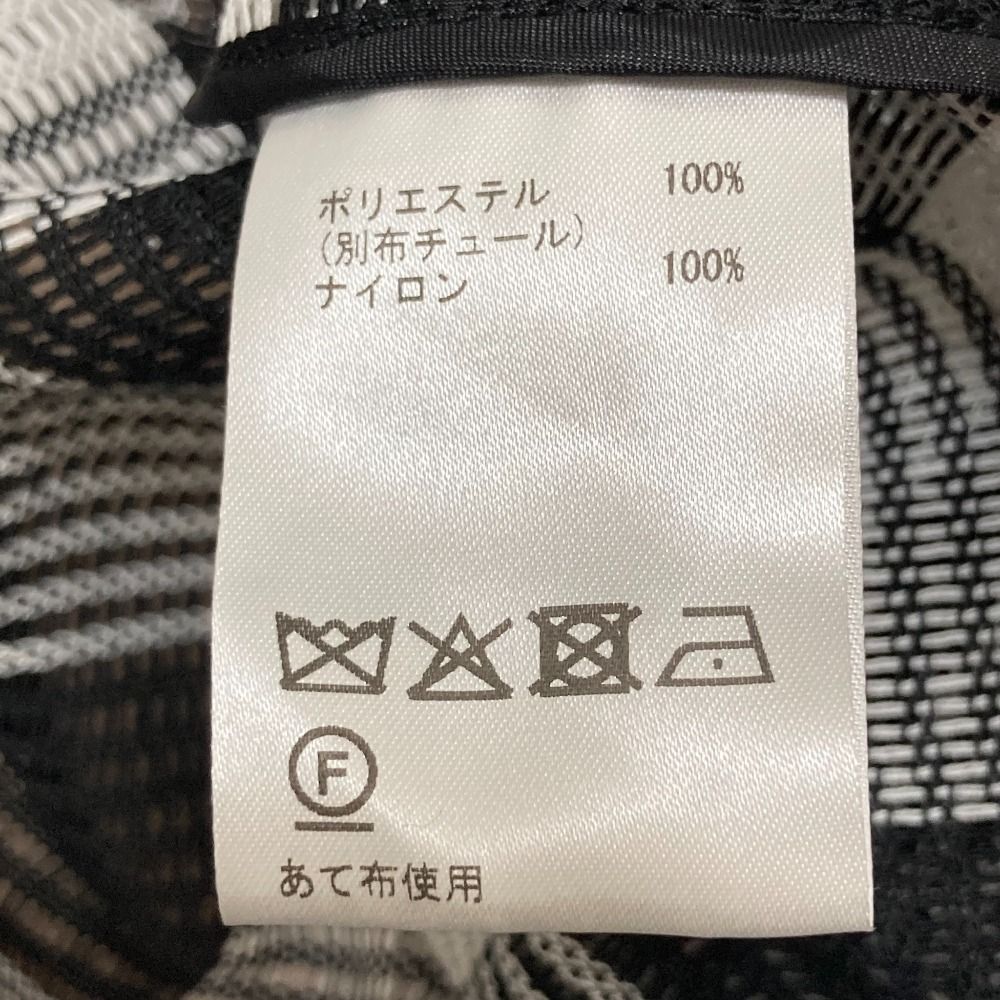 ポリエステル 100%
(別布チュール)
ナイロン 100%
F
あて布使用